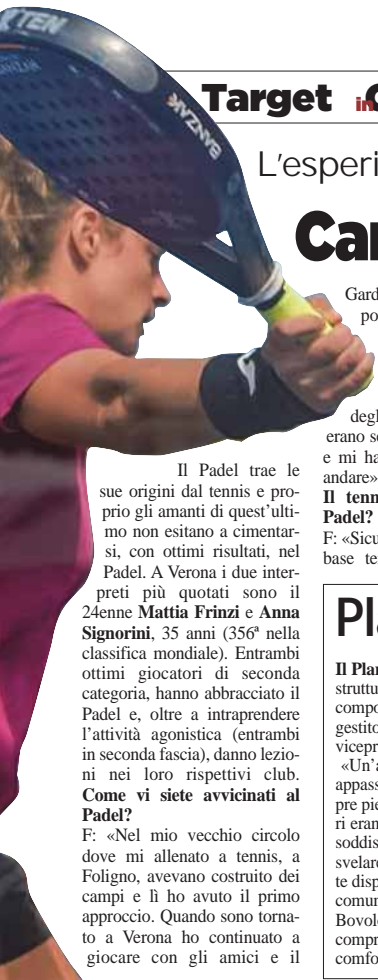 XTEN
BANZAK
Target in
L'esperi
Car
Gard
po
degl
erano se
e mi ha
andare»
Il tenn
Padel?
F: «Sicu
base te
Il Padel trae le
sue origini dal tennis e pro-
prio gli amanti di quest'ulti-
mo non esitano a cimentar-
si, con ottimi risultati, nel
Padel. A Verona i due inter-
preti più quotati sono il
24enne Mattia Frinzi e Anna
Signorini, 35 anni (356ª nella
classifica mondiale). Entrambi
ottimi giocatori di seconda
categoria, hanno abbracciato il
Padel e, oltre a intraprendere
l'attività agonistica (entrambi
in seconda fascia), danno lezio-
ni nei loro rispettivi club.
Come vi siete avvicinati al
Padel?
F: «Nel mio vecchio circolo
dove mi allenato a tennis, a
Foligno, avevano costruito dei
campi e lì ho avuto il primo
approccio. Quando sono torna-
to a Verona ho continuato a
giocare con gli amici e il
Pla
Il Plan
struttu
compo
gestito
vicepr
«Un'a
appass
pre pie
ri eran
soddis
svelare
te disp
comun
Bovolo
compr
comfo